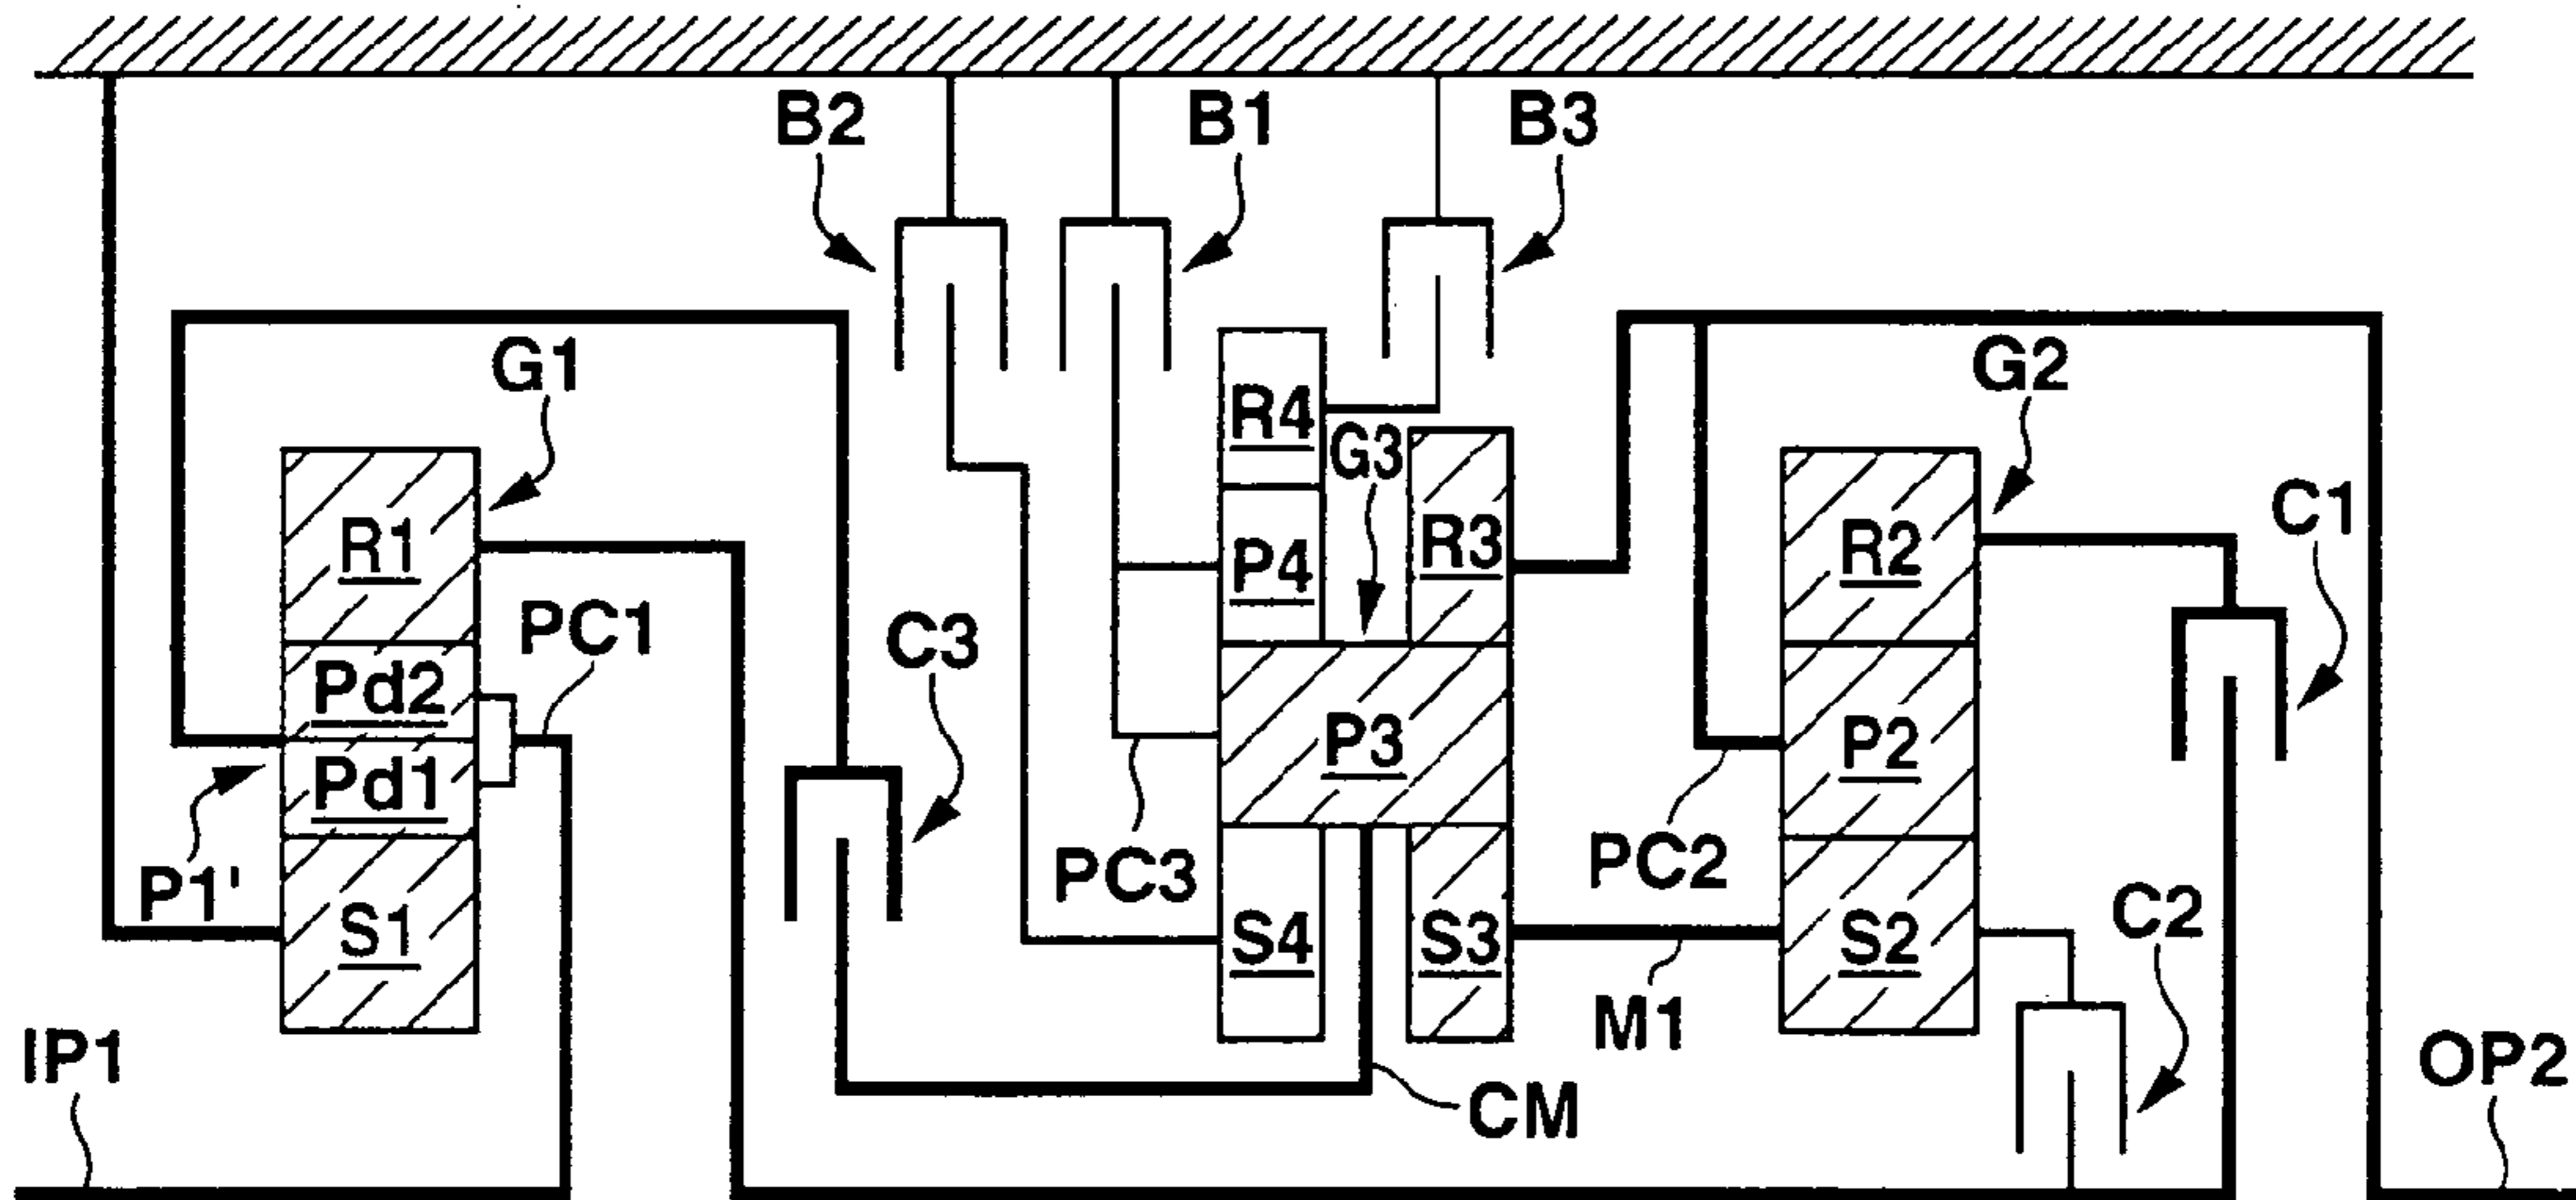 B2
B1
B3
G1
G2
R4
G3
C1
R1
R3
R2
P4
PC1
C3
Pd2
P3
P2
Pd1
PC3
PC2
P1'
C2
S1
S4
S3
S2
M1
IP1
OP2
CM